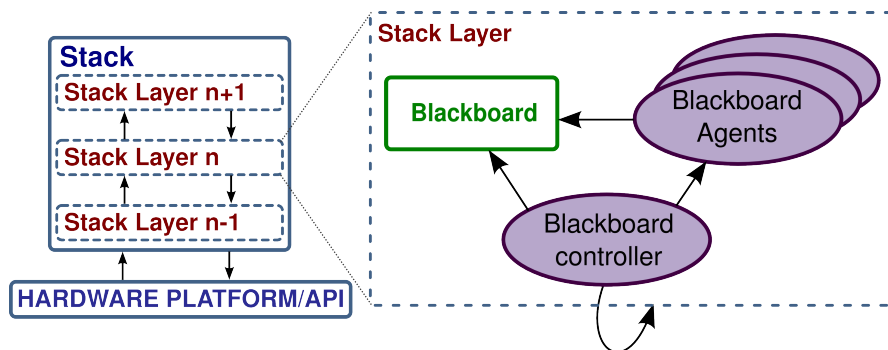 Stack
Stack Layer n+1
Stack Layer n
Stack Layer n-1
HARDWARE PLATFORM/API
Stack Layer
Blackboard
Blackboard
Agents
Blackboard
controller